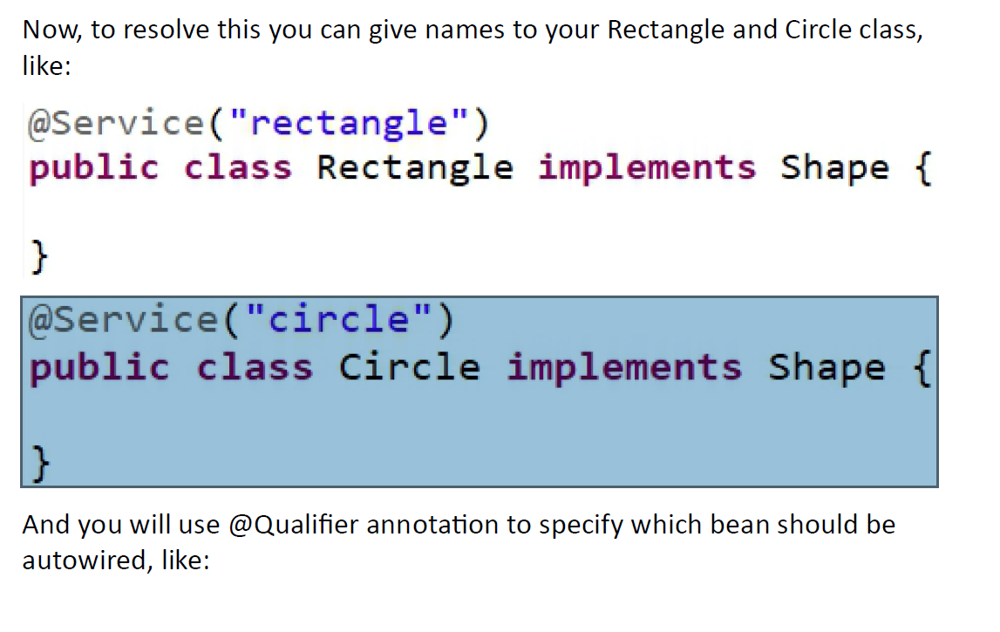 Now, to resolve this you can give names to your Rectangle and Circle class,
like:
@Service("rectangle")
public class Rectangle implements Shape {
}
@Service("circle")
public class Circle implements Shape {
}
And you will use @Qualifier annotation to specify which bean should be
autowired, like: